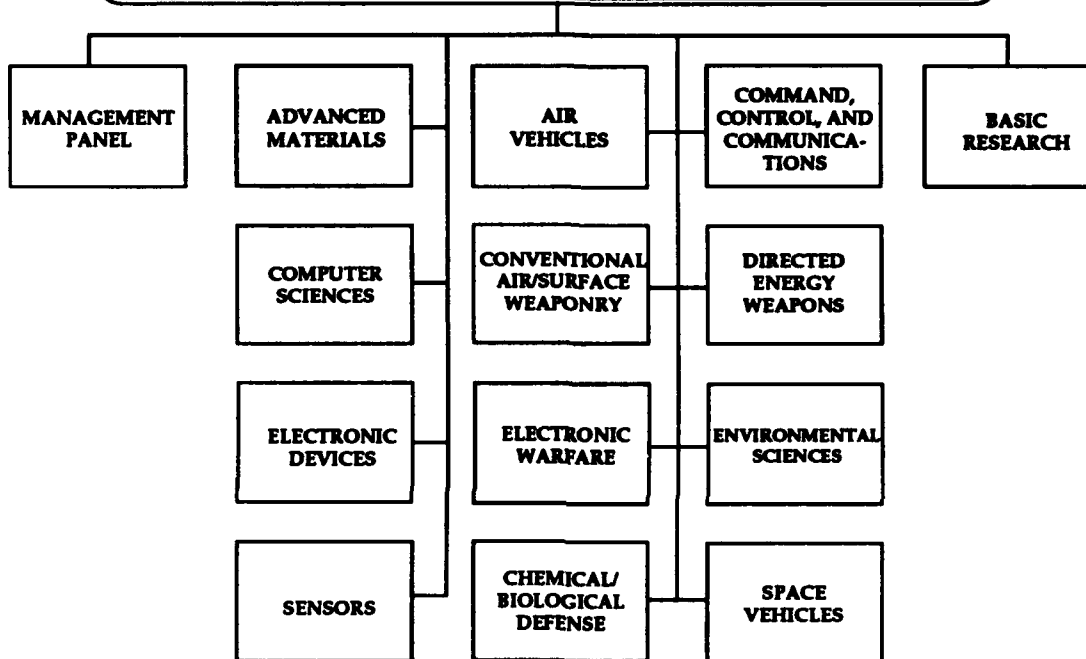 MANAGEMENT
PANEL
ADVANCED
MATERIALS
AIR
VEHICLES
COMMAND,
CONTROL, AND
COMMUNICA-
TIONS
BASIC
RESEARCH
COMPUTER
SCIENCES
CONVENTIONAL
AIR/SURFACE
WEAPONRY
DIRECTED
ENERGY
WEAPONS
ELECTRONIC
DEVICES
ELECTRONIC
WARFARE
ENVIRONMENTAL
SCIENCES
SENSORS
CHEMICAL/
BIOLOGICAL
DEFENSE
SPACE
VEHICLES